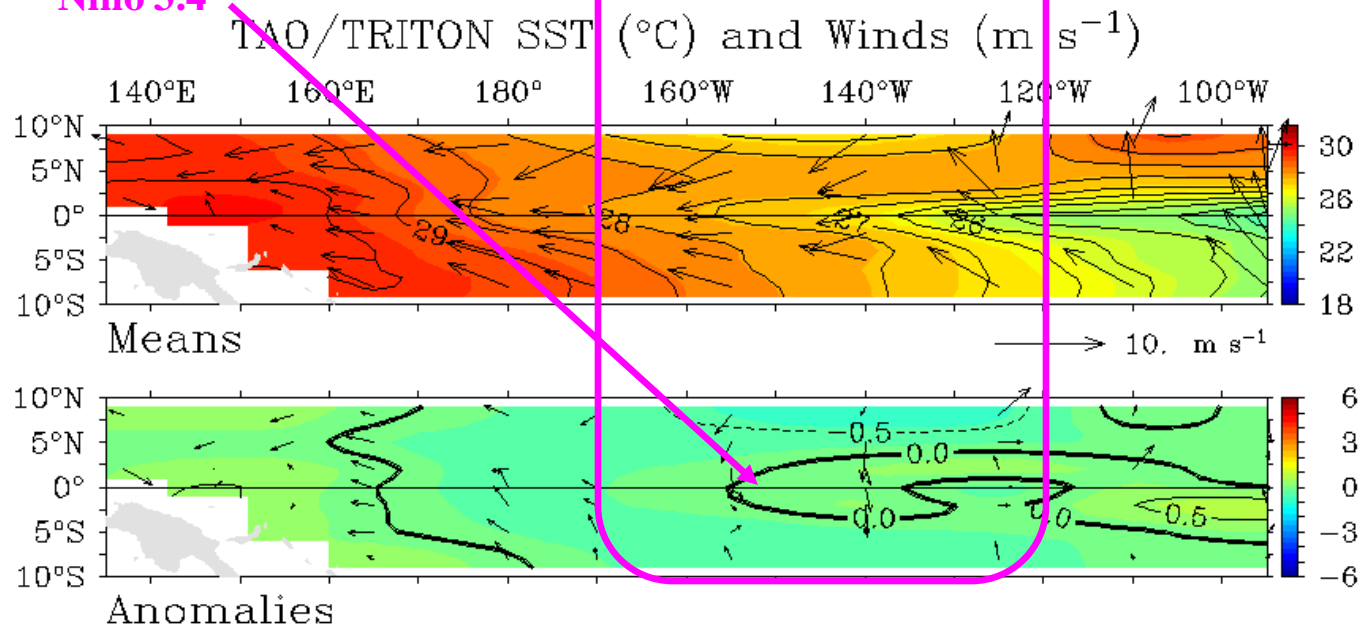 Nino 3.4
TAO/TRITON SST (°C) and Winds (m s⁻¹)
140°E 160°E 180° 160°W 140°W 120°W 100°W
10°N
5°N
0°
5°S
10°S
29 28 27 26
30
26
22
18
Means
10. m s⁻¹
10°N
5°N
0°
5°S
10°S
-0.5
0.0
0.0
0.0
0.5
6
3
0
-3
-6
Anomalies